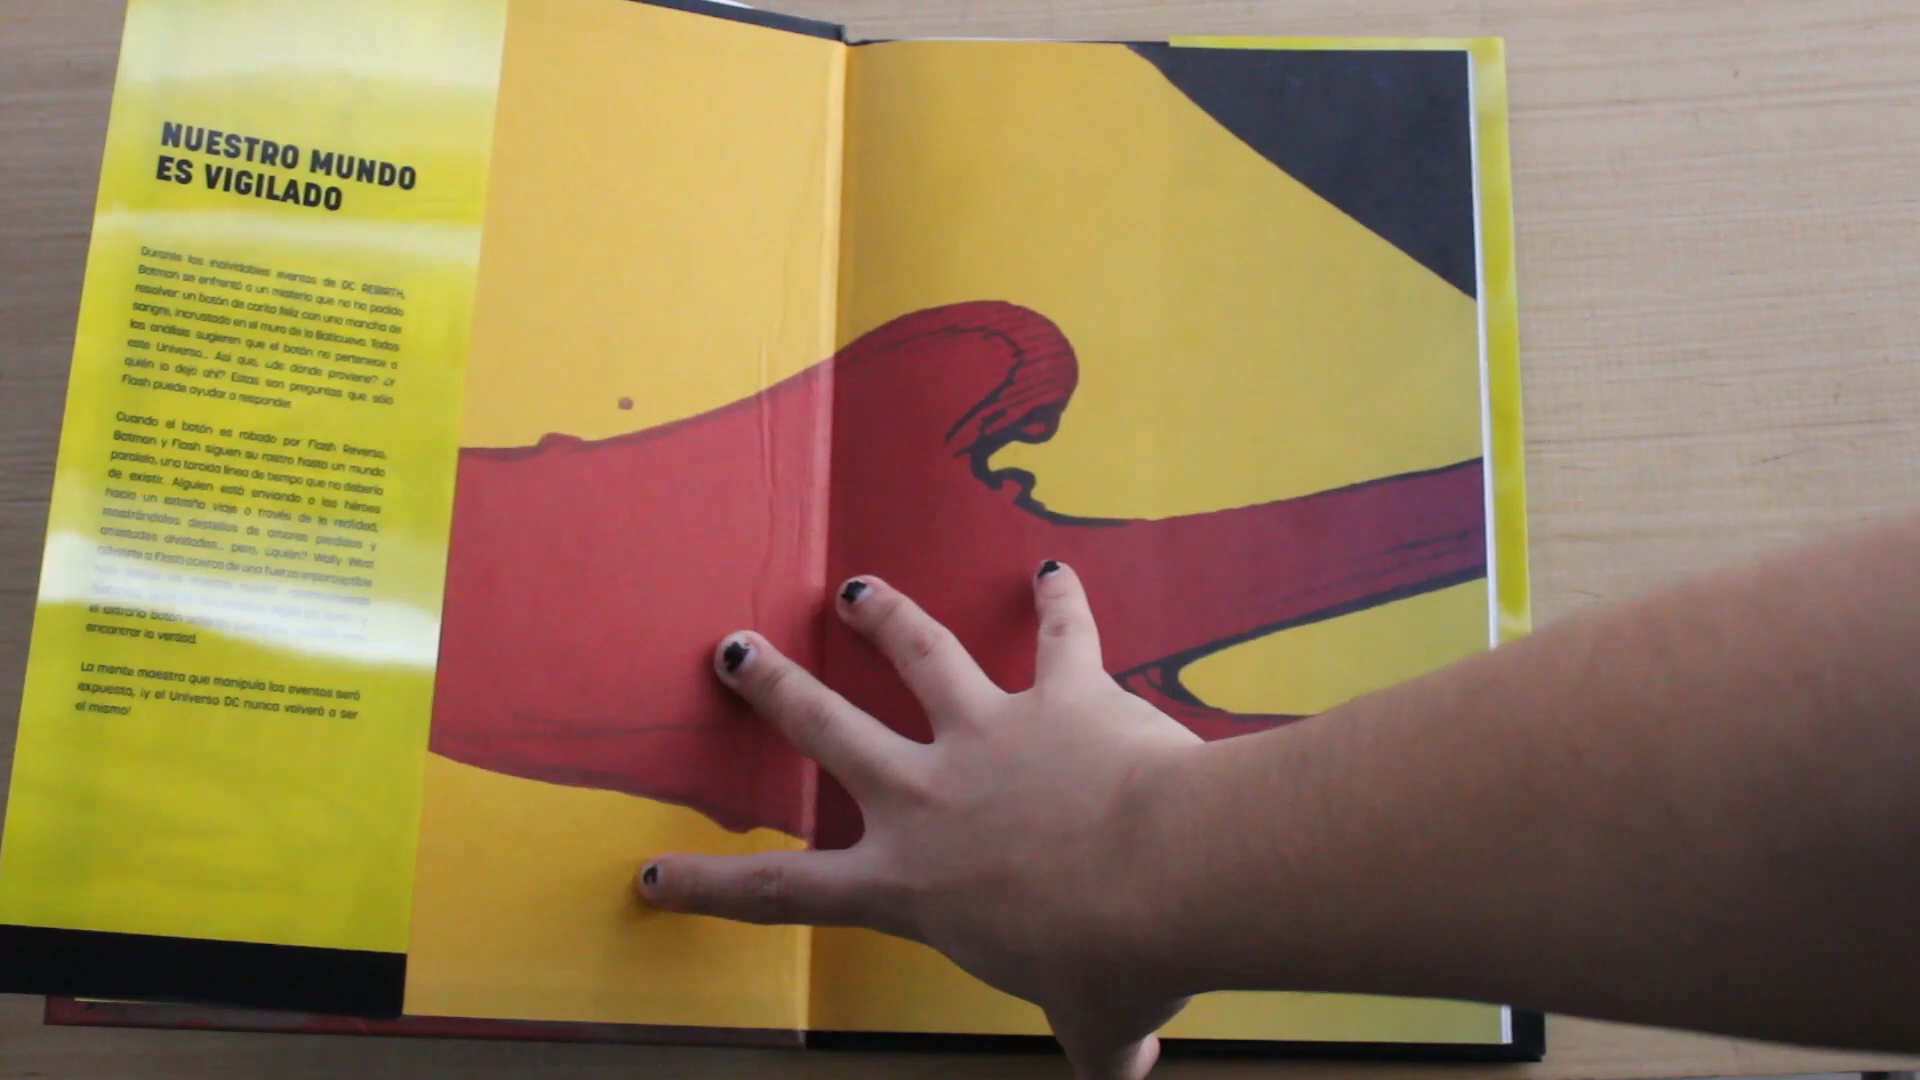 NUESTRO MUNDO
ES VIGILADO
Durante los inolvidables eventos de DC REBIRTH,
Batman se enfrentó a un misterio que no ha podido
resolver: un botón de carita feliz con una mancha de
sangre, incrustado en el muro de la Baticueva. Todos
los análisis sugieren que el botón no pertenece a
este Universo... Así que, ¿de dónde proviene? ¿Y
quién lo dejó ahí? Estas son preguntas que sólo
Flash puede ayudar a responder.
Cuando el botón es robado por Flash Reverso,
Batman y Flash siguen su rastro hasta un mundo
paralelo, una torcida línea de tiempo que no debería
de existir. Alguien está enviando a los héroes
hacia un extraño viaje a través de la realidad,
mostrándoles destellos de amores perdidos y
amistades olvidadas... pero, ¿quién? Wally West
advierte a Flash acerca de una fuerza imperceptible
el extraño botón
encontrar la verdad.
La mente maestra que manipula los eventos será
expuesta, ¡y el Universo DC nunca volverá a ser
el mismo!